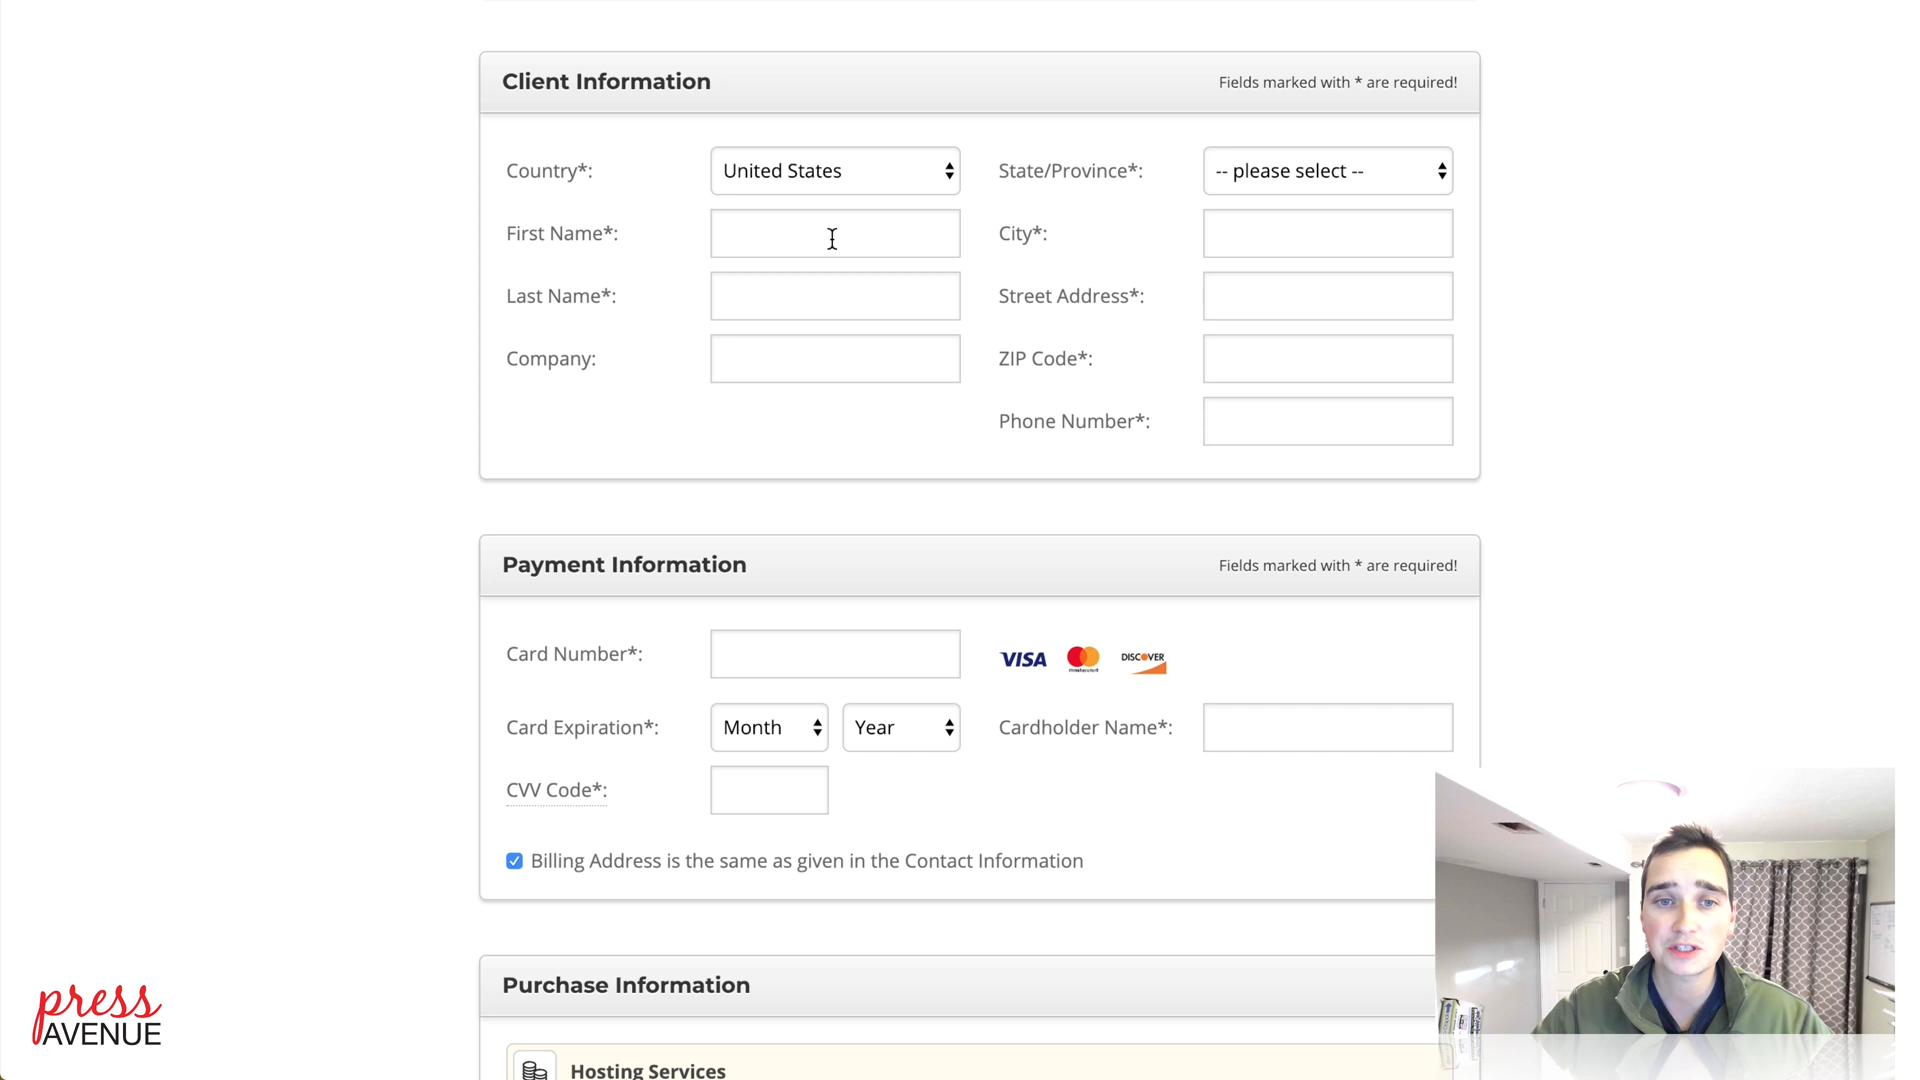 Client Information
Fields marked with * are required!
Country*:
United States
State/Province*:
-- please select --
First Name*:
City*:
Last Name*:
Street Address*:
Company:
ZIP Code*:
Phone Number*:
Payment Information
Fields marked with * are required!
Card Number*:
VISA
mastercard
DISCOVER
Card Expiration*:
Month
Year
Cardholder Name*:
CVV Code*:
Billing Address is the same as given in the Contact Information
Purchase Information
Hosting Services
press
AVENUE